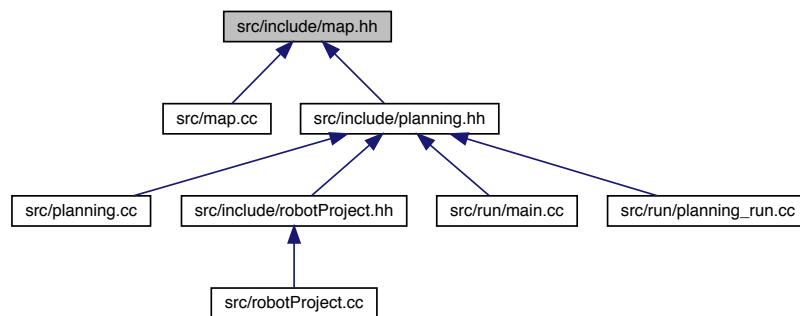 src/include/map.hh
src/map.cc
src/include/planning.hh
src/planning.cc
src/include/robotProject.hh
src/run/main.cc
src/run/planning_run.cc
src/robotProject.cc